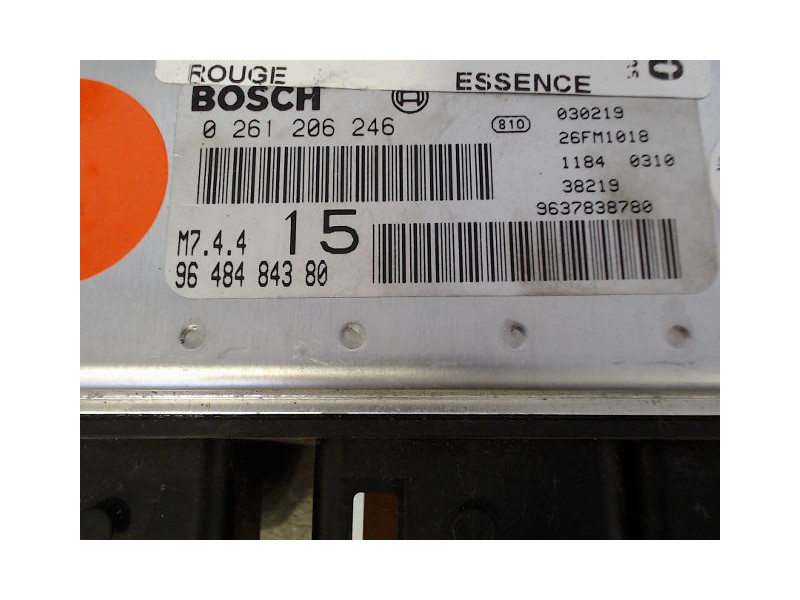 ROUGE
ESSENCE
BOSCH
0 261 206 246
810
030219
26FM1018
1184 0310
38219
9637838780
M7.4.4
15
96 484 843 80